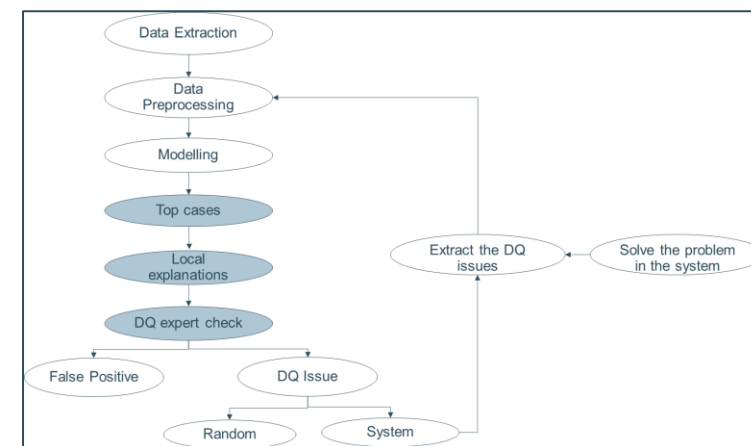 Data Extraction
Data
Preprocessing
Modelling
Top cases
Local
explanations
DQ expert check
False Positive
DQ Issue
Random
System
Extract the DQ
issues
Solve the problem
in the system